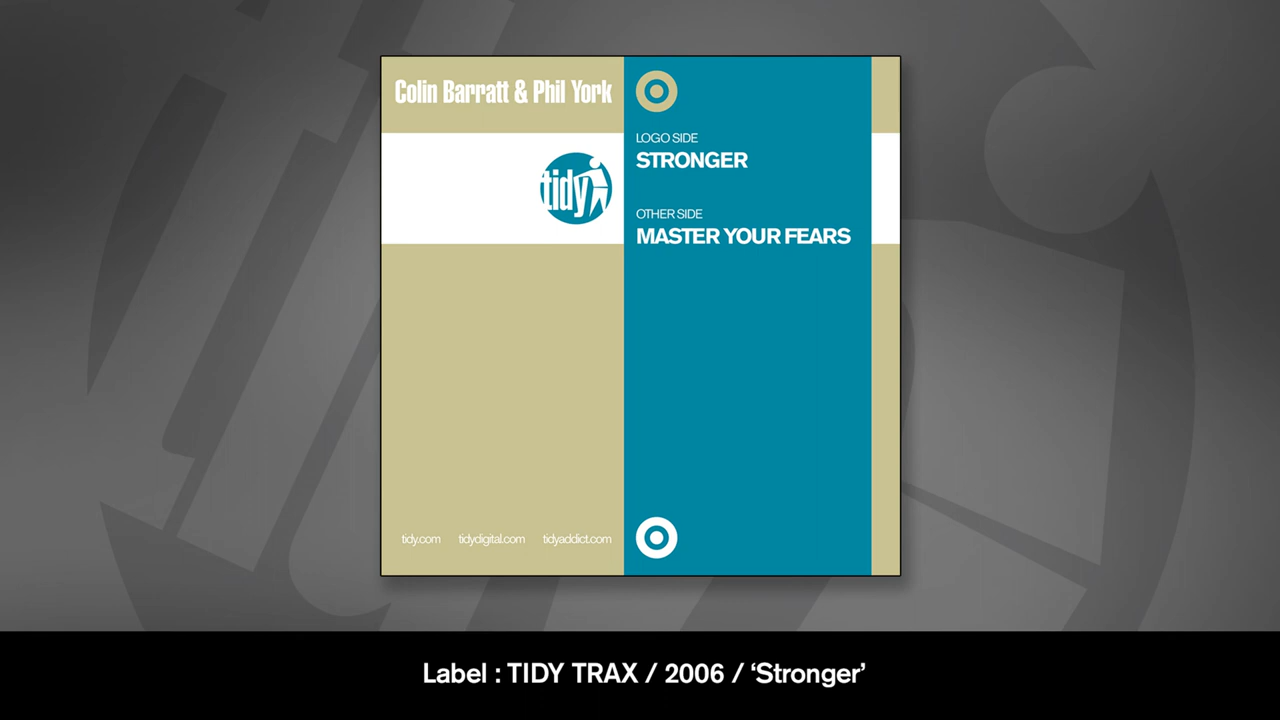 Colin Barratt & Phil York
tidy
LOGO SIDE
STRONGER
OTHER SIDE
MASTER YOUR FEARS
tidy.com tidydigital.com tidyaddict.com
Label : TIDY TRAX / 2006 / ‘Stronger’